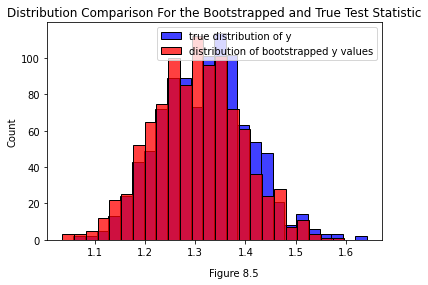 Distribution Comparison For the Bootstrapped and True Test Statistic
true distribution of y
distribution of bootstrapped y values
Count
100
80
60
40
20
0
1.1 1.2 1.3 1.4 1.5 1.6
Figure 8.5